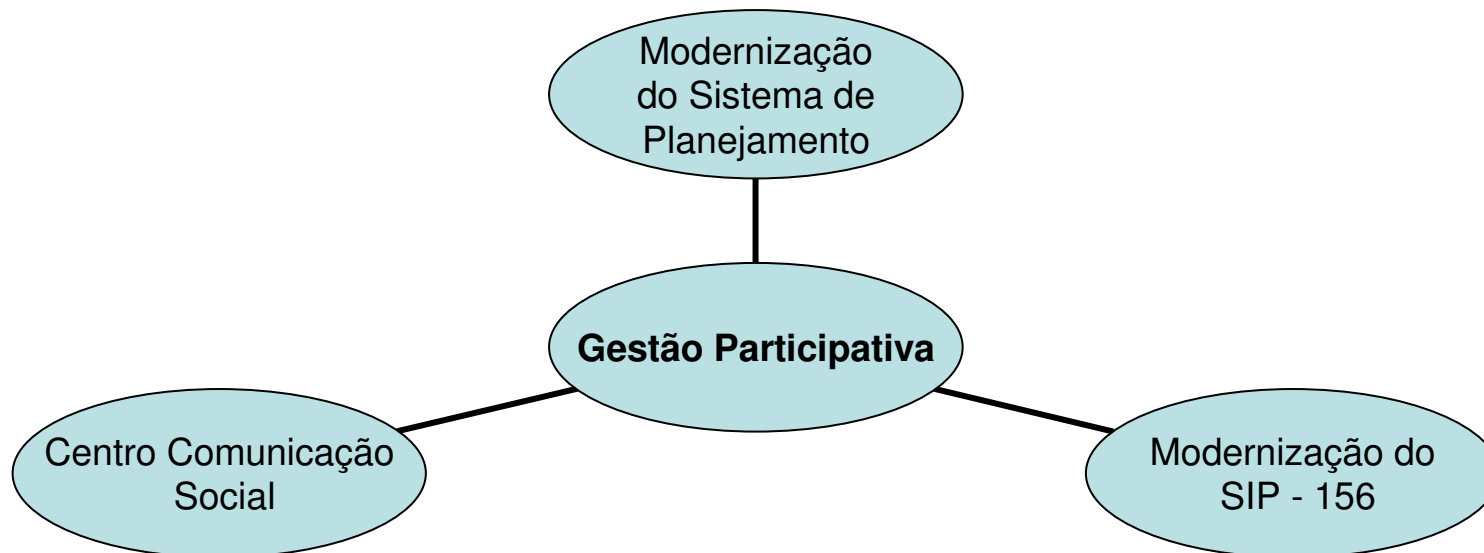 Modernização
do Sistema de
Planejamento
Gestão Participativa
Centro Comunicação
Social
Modernização do
SIP - 156